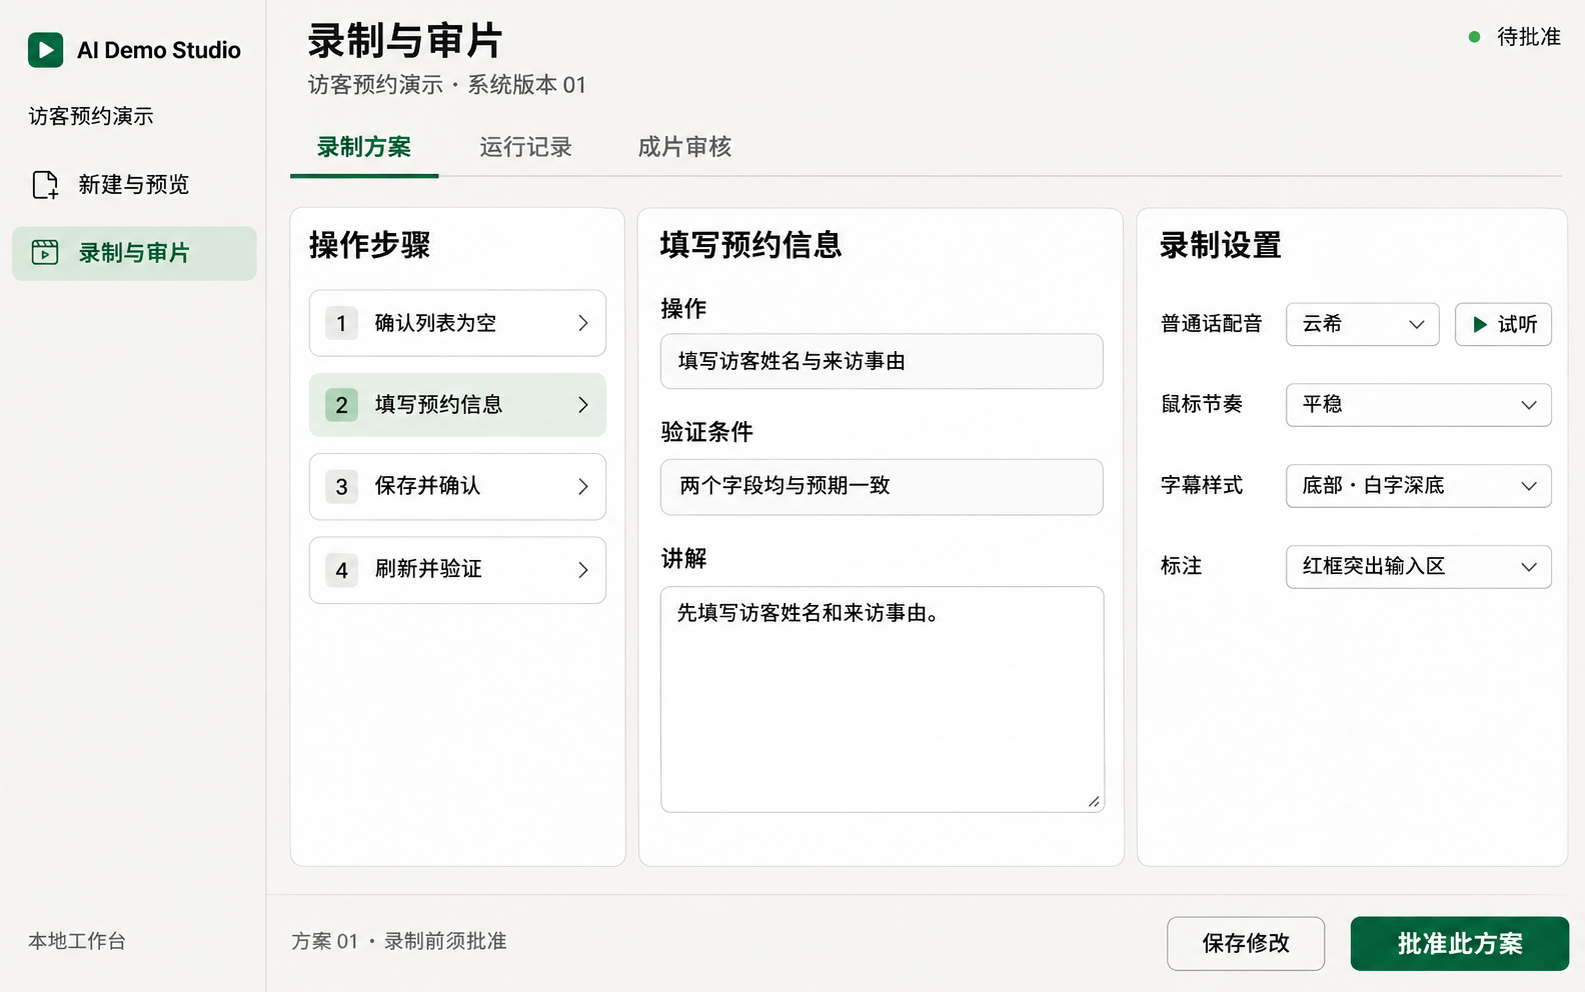 AI Demo Studio
访客预约演示
新建与预览
录制与审片
本地工作台
录制与审片
访客预约演示·系统版本 01
待批准
录制方案
运行记录
成片审核
操作步骤
1 确认列表为空
2 填写预约信息
3 保存并确认
4 刷新并验证
填写预约信息
操作
填写访客姓名与来访事由
验证条件
两个字段均与预期一致
讲解
先填写访客姓名和来访事由。
录制设置
普通话配音 云希 试听
鼠标节奏 平稳
字幕样式 底部·白字深底
标注 红框突出输入区
方案 01·录制前须批准
保存修改
批准此方案